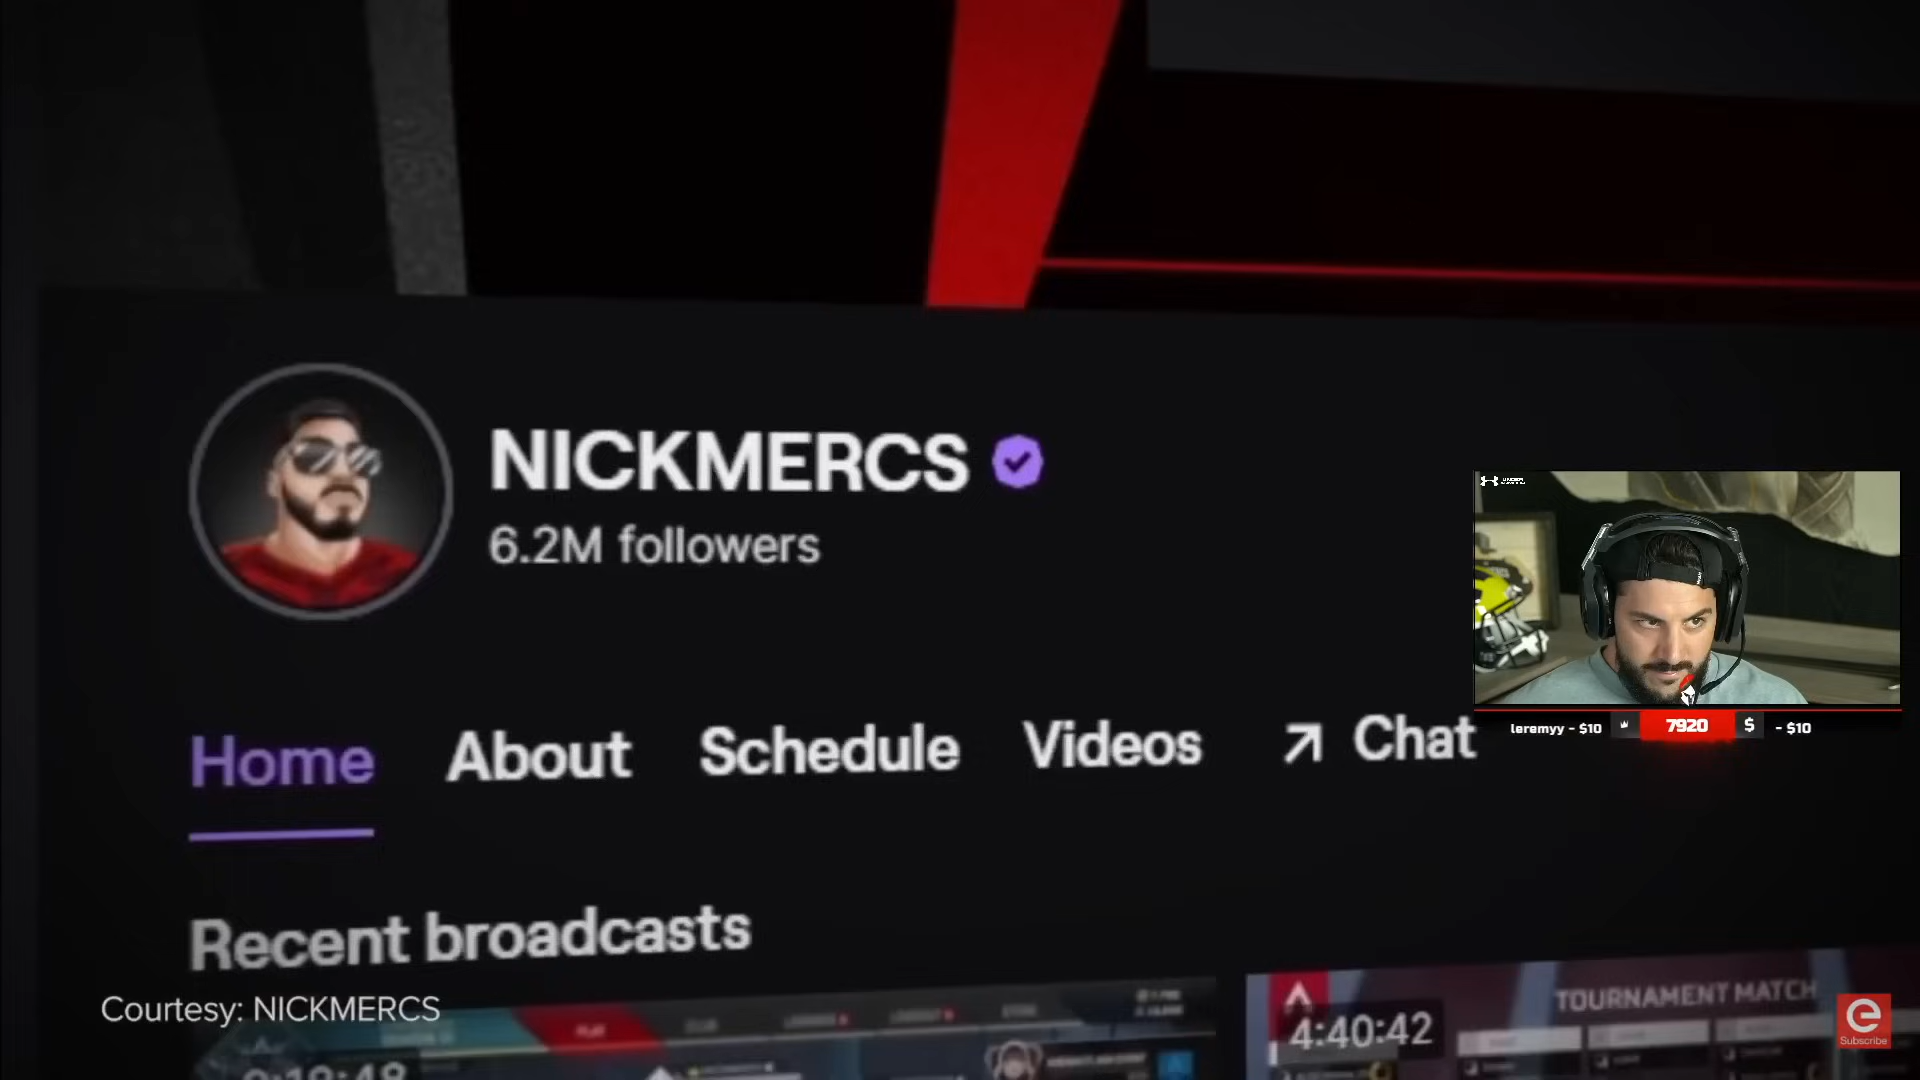 NICKMERCS
6.2M followers
Home About Schedule Videos Chat
leremyy - $10 7920 $ - $10
Recent broadcasts
Courtesy: NICKMERCS
TOURNAMENT MATCH
4:40:42
Subscribe